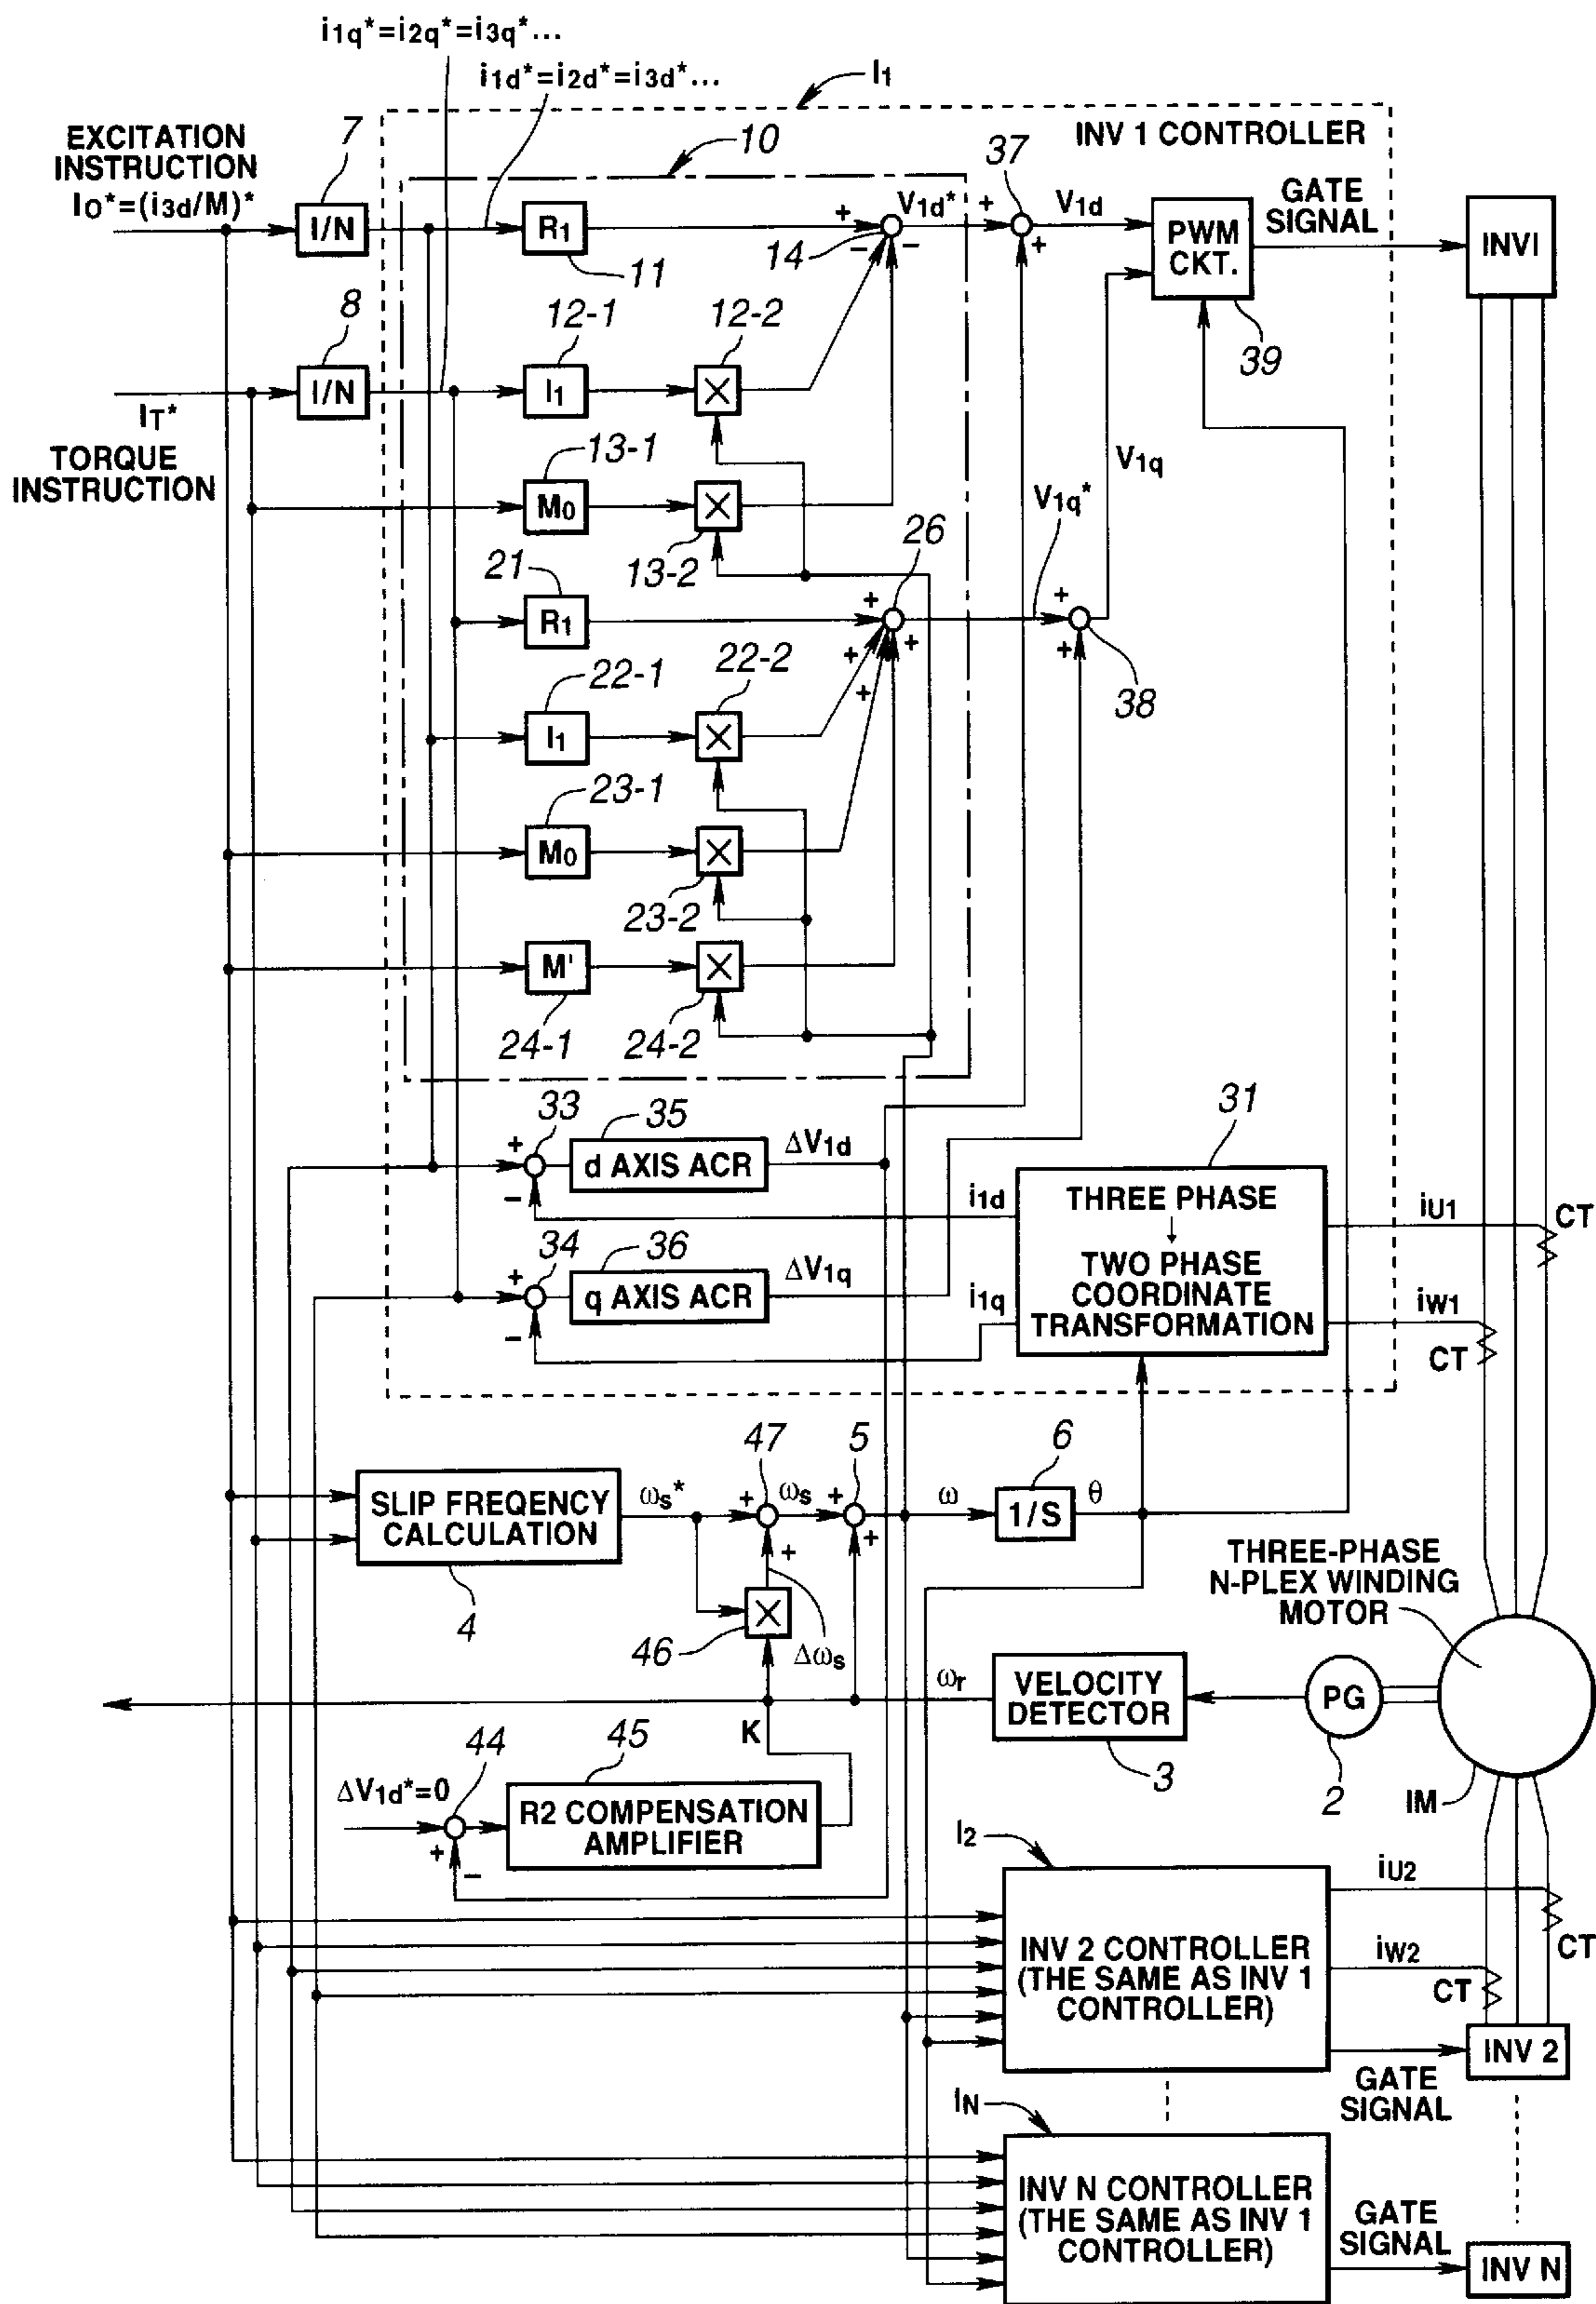 i1q*=i2q*=i3q*...
i1d*=i2d*=i3d*...
I1
EXCITATION
INSTRUCTION
IO*=(i3d/M)*
7
I/N
10
INV 1 CONTROLLER
37
GATE
SIGNAL
R1
11
+
−
−
14
V1d*
+
+
V1d
PWM
CKT.
39
INVI
8
I/N
IT*
TORQUE
INSTRUCTION
12-1
I1
12-2
×
13-1
M0
×
13-2
V1q
V1q*
21
R1
26
+
+
+
+
+
+
38
22-1
I1
22-2
×
23-1
M0
×
23-2
M'
24-1
×
24-2
33
+
−
35
d AXIS ACR
ΔV1d
31
THREE PHASE
↓
TWO PHASE
COORDINATE
TRANSFORMATION
i1d
i1q
iU1
CT
iW1
CT
34
+
−
36
q AXIS ACR
ΔV1q
SLIP FREQENCY
CALCULATION
4
ωs*
47
+
+
ωs
5
+
+
ω
6
1/S
θ
×
46
Δωs
THREE-PHASE
N-PLEX WINDING
MOTOR
K
ωr
VELOCITY
DETECTOR
3
PG
2
IM
ΔV1d*=0
44
+
−
45
R2 COMPENSATION
AMPLIFIER
I2
INV 2 CONTROLLER
(THE SAME AS INV 1
CONTROLLER)
iU2
CT
iW2
CT
INV 2
GATE
SIGNAL
IN
INV N CONTROLLER
(THE SAME AS INV 1
CONTROLLER)
GATE
SIGNAL
INV N